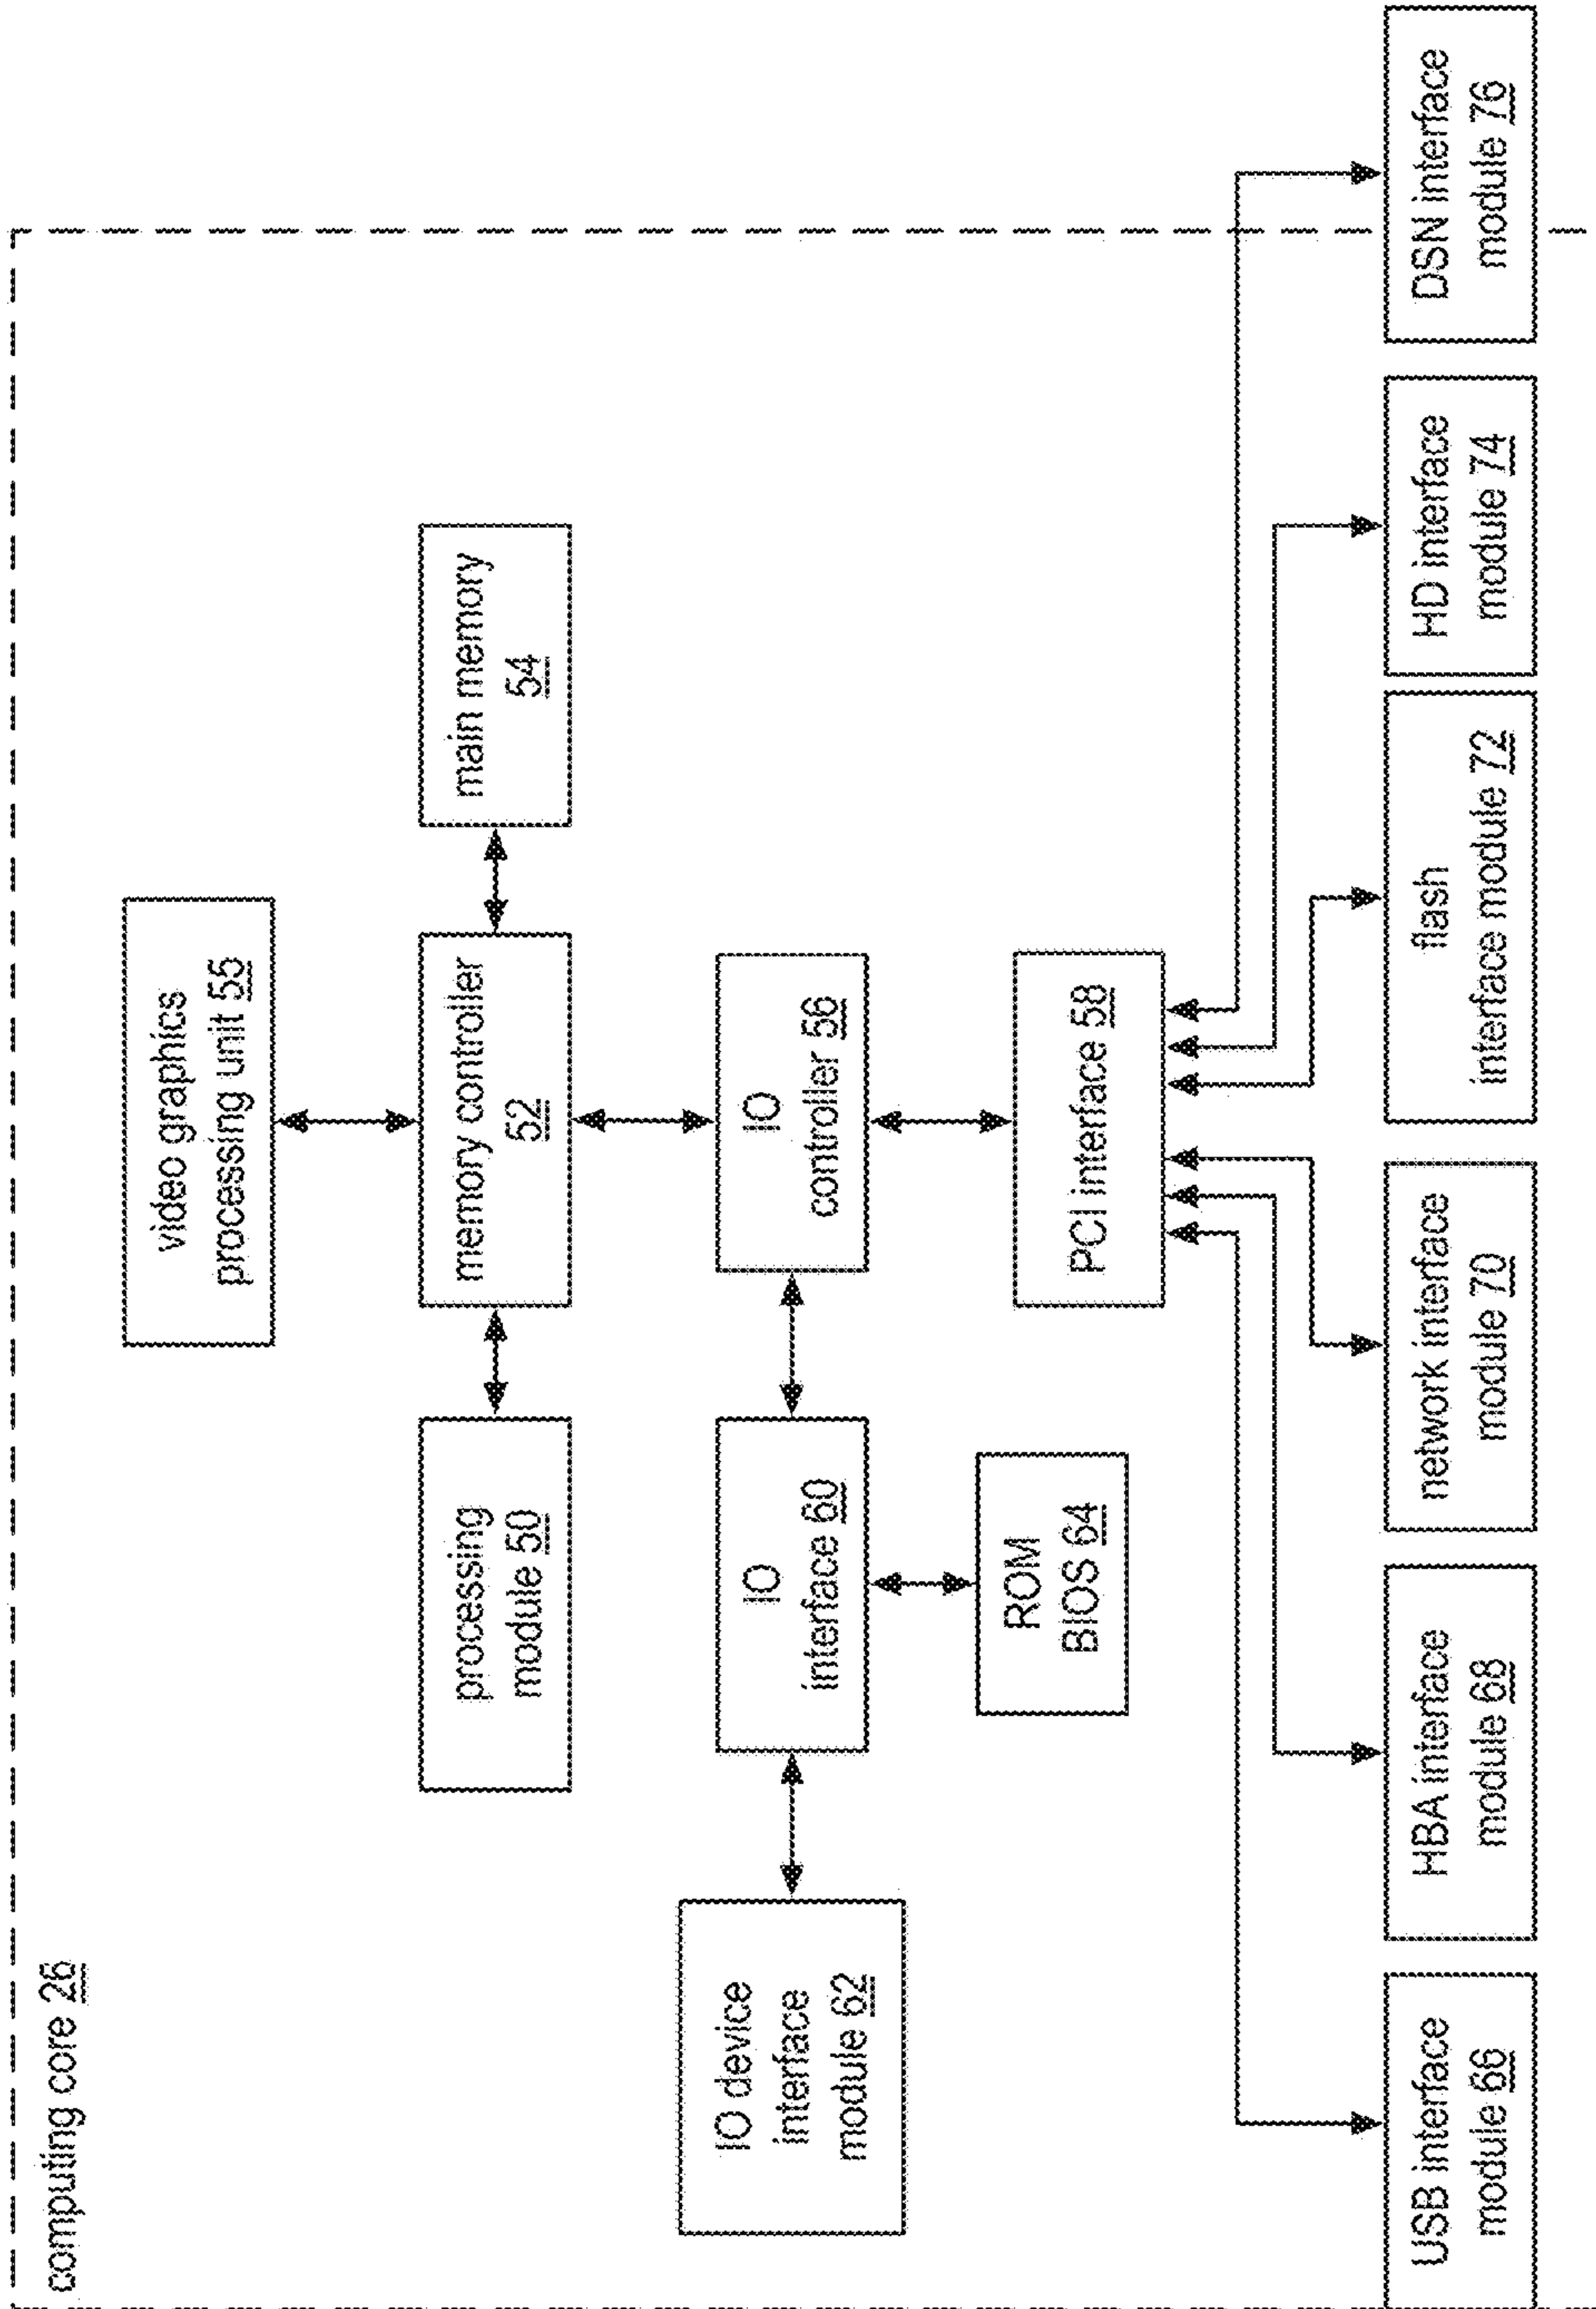 computing core 26
video graphics
processing unit 55
processing
module 50
memory controller
52
main memory
54
IO device
interface
module 62
IO
interface 60
IO
controller 56
ROM
BIOS 64
PCI interface 58
USB interface
module 66
HBA interface
module 68
network interface
module 70
flash
interface module 72
HD interface
module 74
DSN interface
module 76